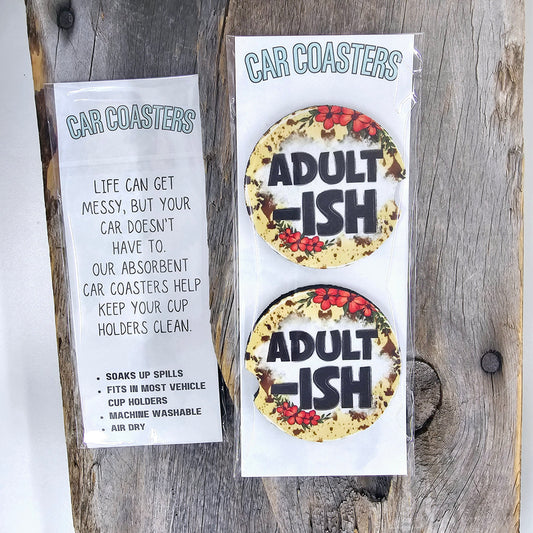 CAR COASTERS
LIFE CAN GET
MESSY, BUT YOUR
CAR DOESN'T
HAVE TO.
OUR ABSORBENT
CAR COASTERS HELP
KEEP YOUR CUP
HOLDERS CLEAN.
• SOAKS UP SPILLS
• FITS IN MOST VEHICLE
CUP HOLDERS
• MACHINE WASHABLE
• AIR DRY
CAR COASTERS
ADULT
-ISH
ADULT
-ISH